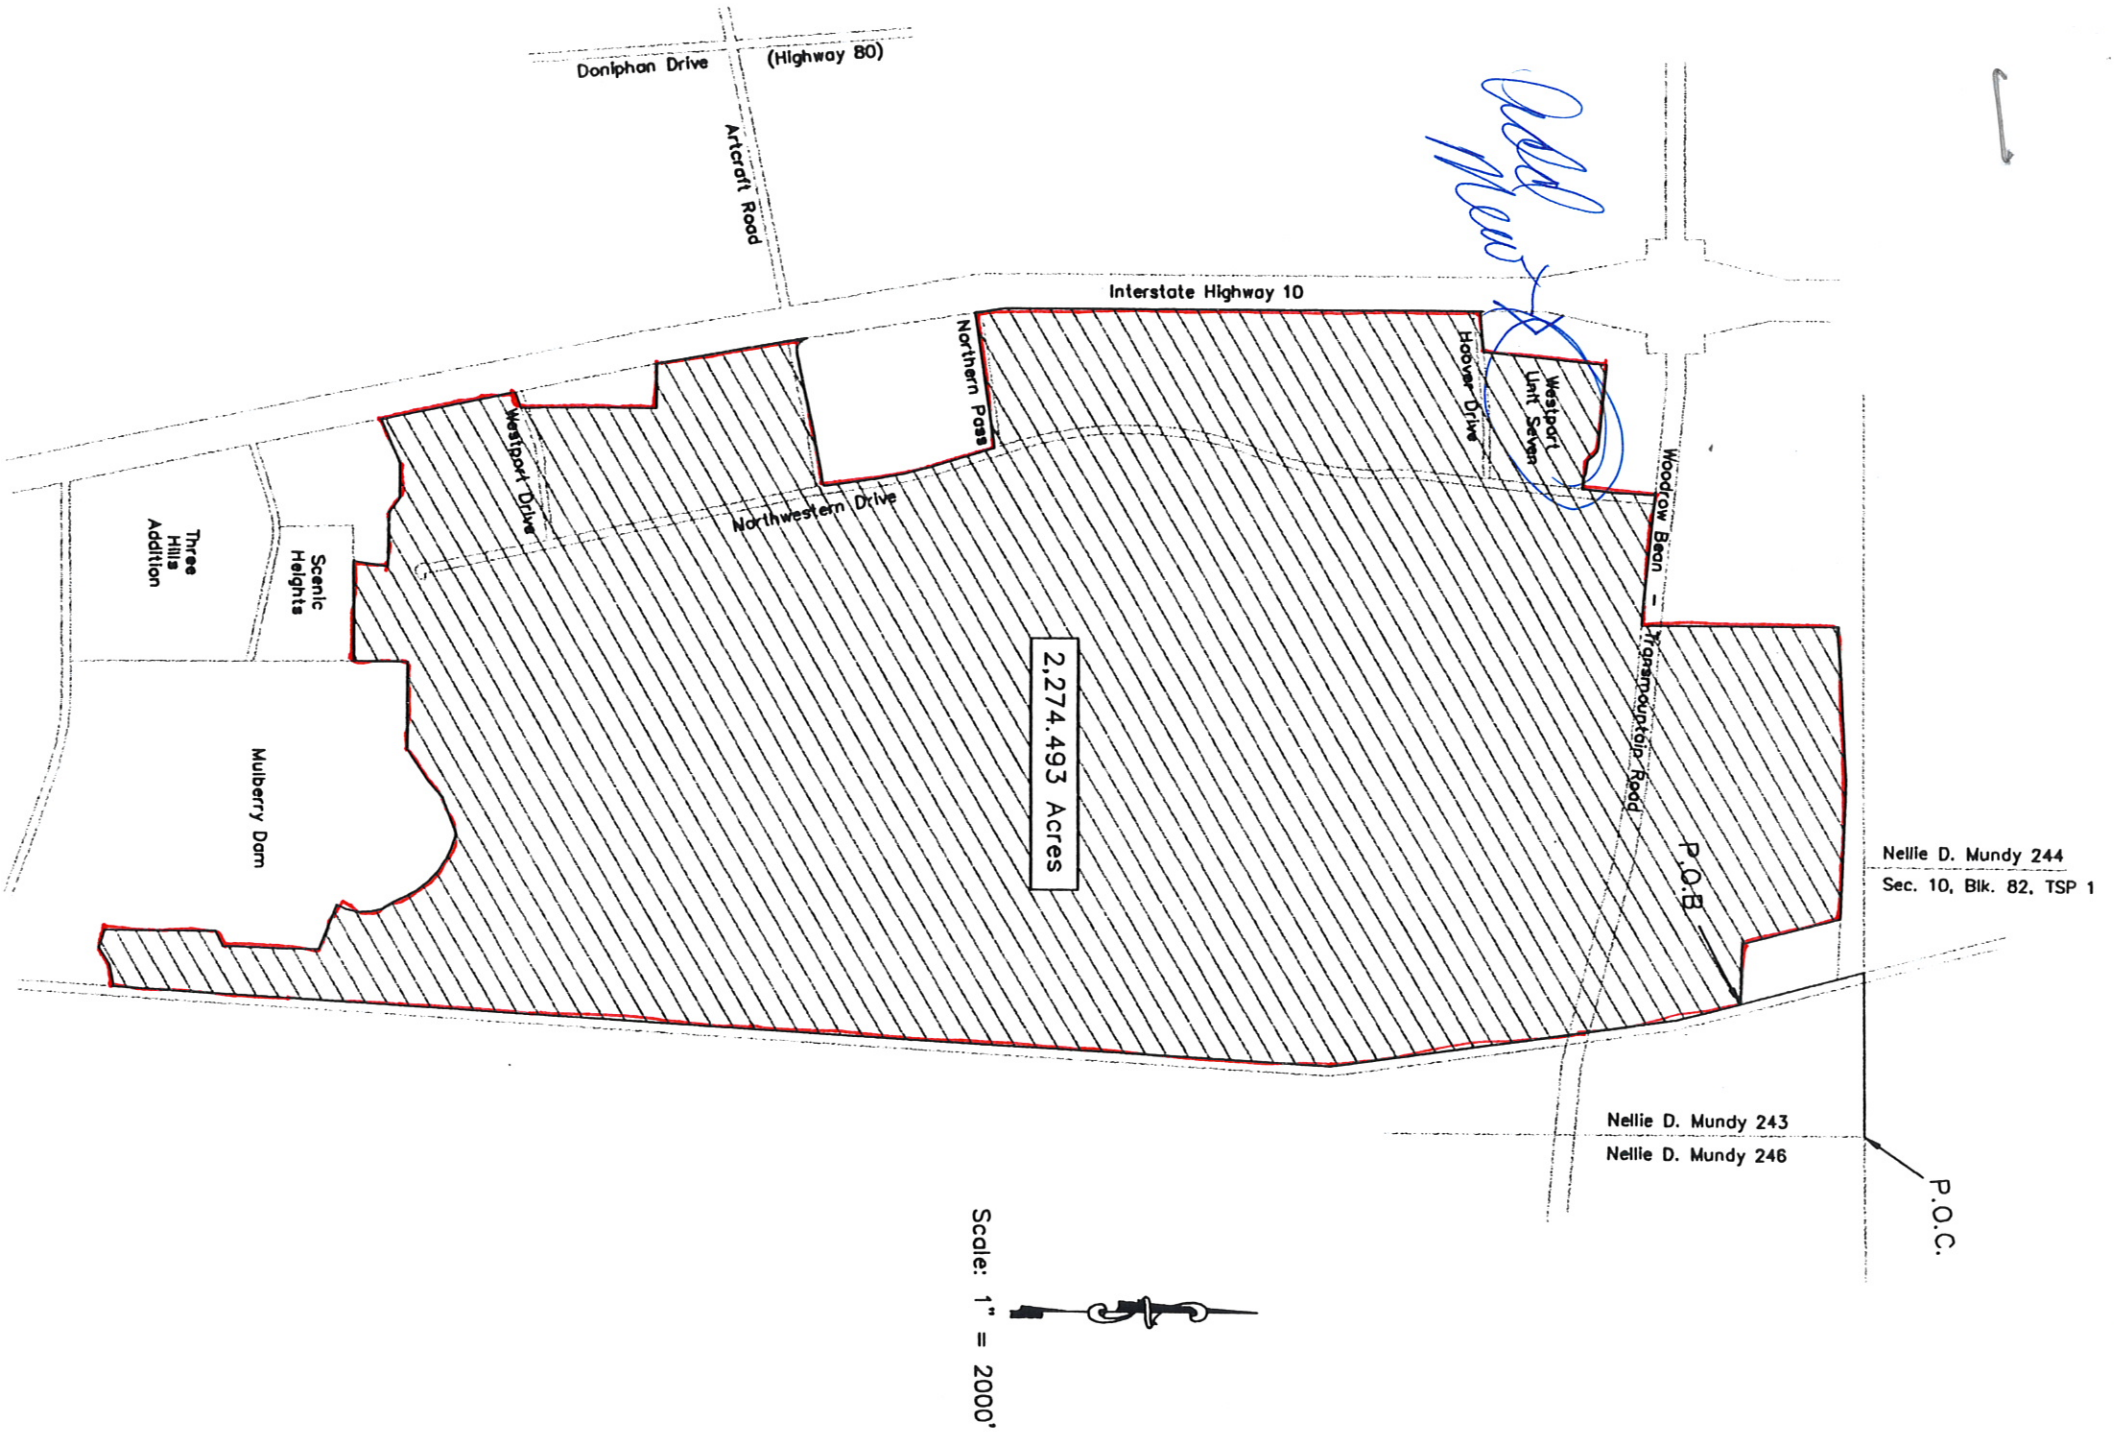 Doniphan Drive
(Highway 80)
Artcraft Road
Add
New
Interstate Highway 10
Northern Pass
Hoover Drive
Westport
Unit Seven
Woodrow Bean -
Transmountain Road
Westport Drive
Northwestern Drive
Three
Hills
Addition
Scenic
Heights
Mulberry Dam
2,274.493 Acres
P.O.B
Nellie D. Mundy 244
Sec. 10, Blk. 82, TSP 1
Nellie D. Mundy 243
Nellie D. Mundy 246
P.O.C.
Scale: 1" = 2000'